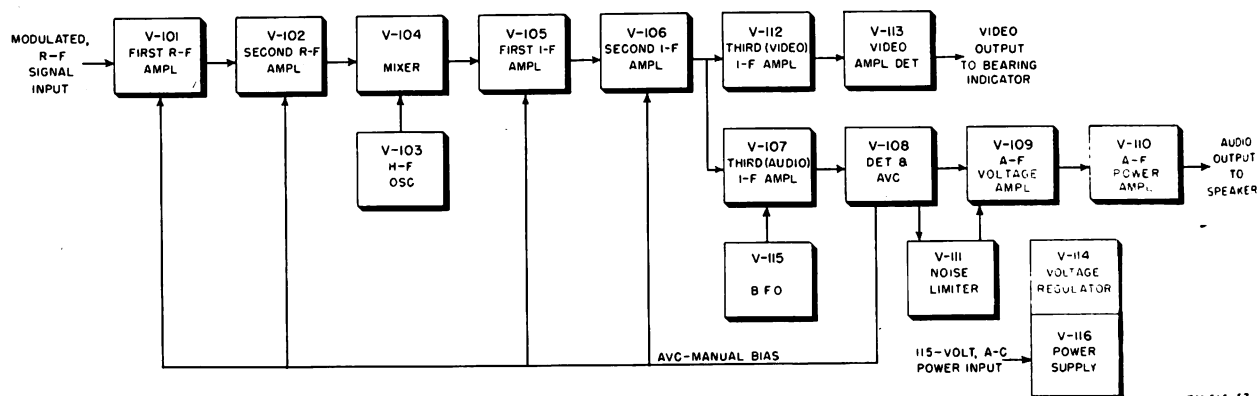 MODULATED,
R-F
SIGNAL
INPUT
V-101
FIRST R-F
AMPL
V-102
SECOND R-F
AMPL
V-104
MIXER
V-105
FIRST I-F
AMPL
V-106
SECOND I-F
AMPL
V-112
THIRD (VIDEO)
I-F AMPL
V-113
VIDEO
AMPL DET
VIDEO
OUTPUT
TO BEARING
INDICATOR
V-103
H-F
OSC
V-107
THIRD (AUDIO)
I-F AMPL
V-108
DET &
AVC
V-109
A-F
VOLTAGE
AMPL
V-110
A-F
POWER
AMPL
AUDIO
OUTPUT
TO
SPEAKER
V-115
BFO
V-111
NOISE
LIMITER
V-114
VOLTAGE
REGULATOR
AVC-MANUAL BIAS
115-VOLT, A-C
POWER INPUT
V-116
POWER
SUPPLY